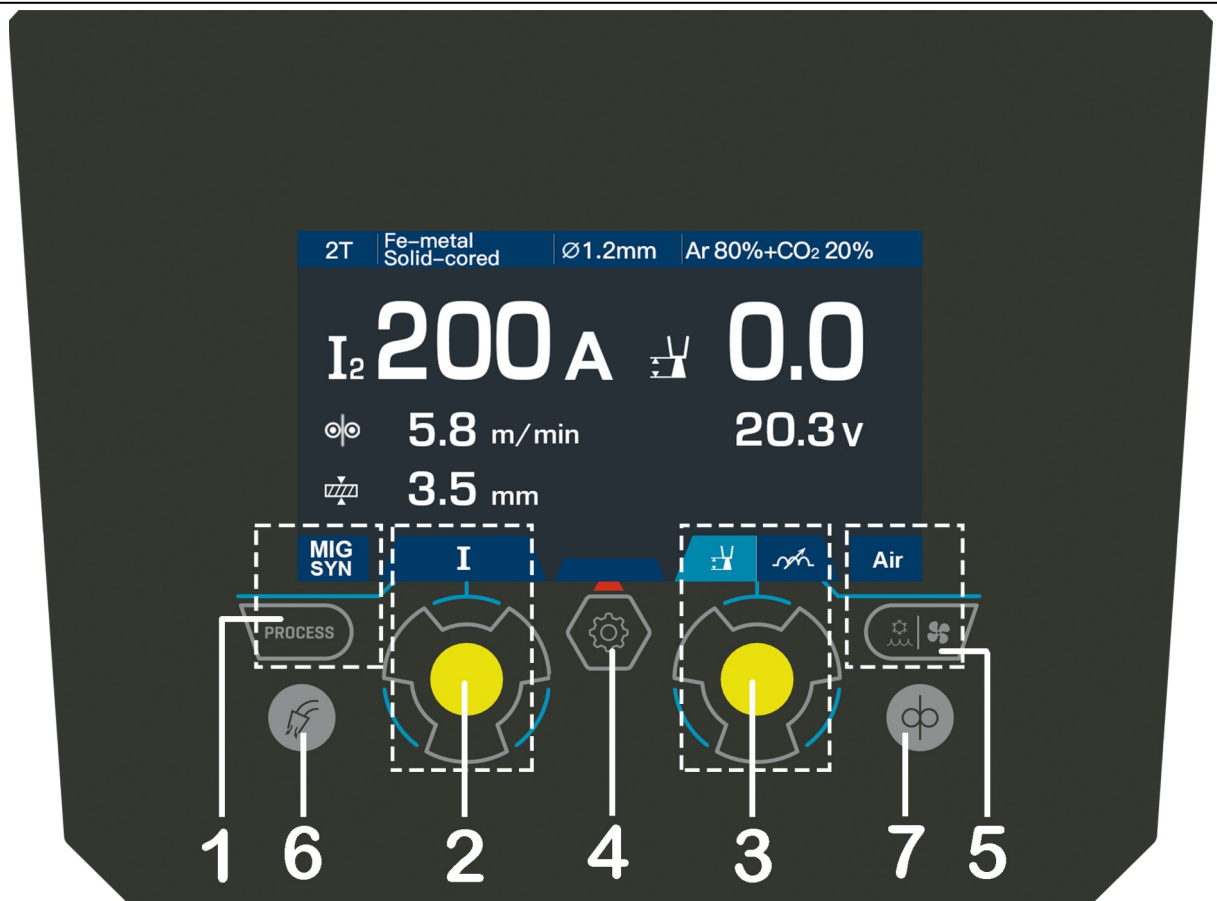 2T
Fe-metal
Solid-cored
Ø1.2mm
Ar 80%+CO₂ 20%
I₂ 200 A
0.0
5.8 m/min
20.3 V
3.5 mm
MIG
SYN
I
Air
PROCESS
1
6
2
4
3
7
5